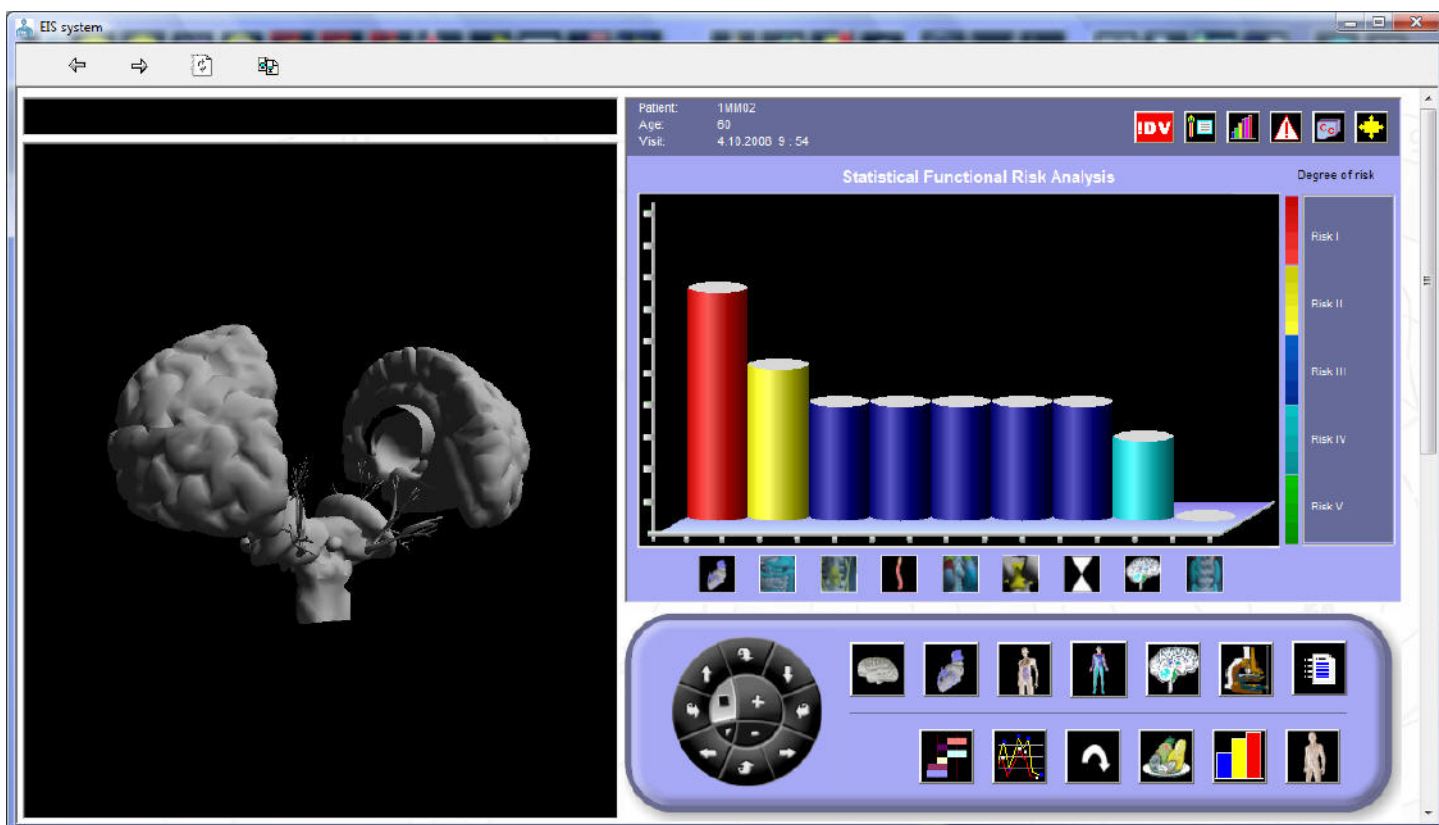 EIS system
Patient: 1MM02
Age: 60
Visit: 4.10.2008 9 : 54
IDV
Statistical Functional Risk Analysis
Degree of risk
Risk I
Risk II
Risk III
Risk IV
Risk V